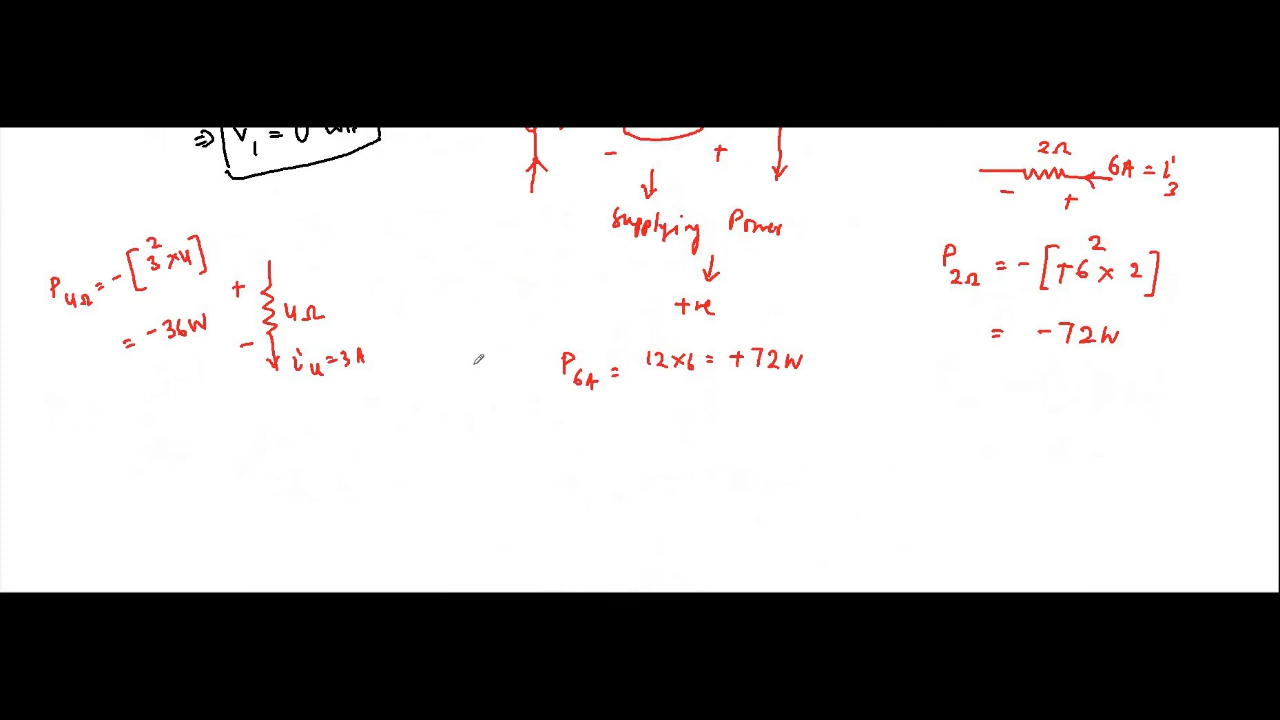 ⇒ V₁ = 0
- +
Supplying Power
+ve
P₆A = 12×6 = +72W
2Ω
6A = i₃
- +
P₂Ω = -[+6² × 2]
= -72W
P₄Ω = -[3² × 4]
= -36W
+
4Ω
-
i₄ = 3A